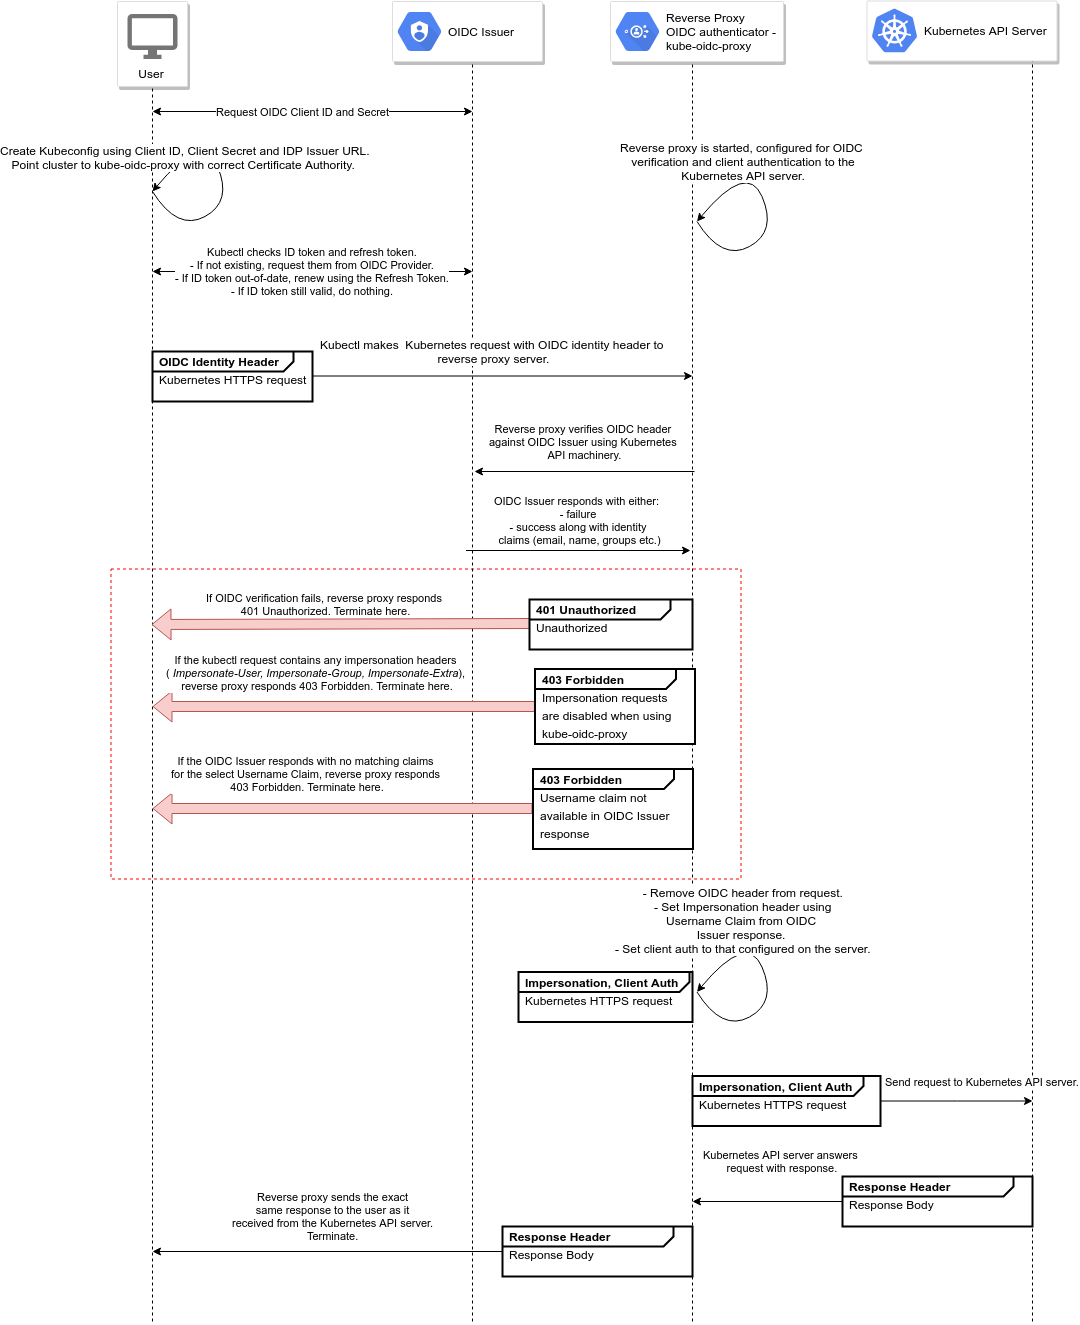 User
OIDC Issuer
Reverse Proxy
OIDC authenticator -
kube-oidc-proxy
Kubernetes API Server
Request OIDC Client ID and Secret
Create Kubeconfig using Client ID, Client Secret and IDP Issuer URL.
Point cluster to kube-oidc-proxy with correct Certificate Authority.
Reverse proxy is started, configured for OIDC
verification and client authentication to the
Kubernetes API server.
Kubectl checks ID token and refresh token.
- If not existing, request them from OIDC Provider.
- If ID token out-of-date, renew using the Refresh Token.
- If ID token still valid, do nothing.
OIDC Identity Header
Kubernetes HTTPS request
Kubectl makes  Kubernetes request with OIDC identity header to
reverse proxy server.
Reverse proxy verifies OIDC header
against OIDC Issuer using Kubernetes
API machinery.
OIDC Issuer responds with either:
- failure
- success along with identity
claims (email, name, groups etc.)
If OIDC verification fails, reverse proxy responds
401 Unauthorized. Terminate here.
401 Unauthorized
Unauthorized
If the kubectl request contains any impersonation headers
( Impersonate-User, Impersonate-Group, Impersonate-Extra),
reverse proxy responds 403 Forbidden. Terminate here.
403 Forbidden
Impersonation requests
are disabled when using
kube-oidc-proxy
If the OIDC Issuer responds with no matching claims
for the select Username Claim, reverse proxy responds
403 Forbidden. Terminate here.
403 Forbidden
Username claim not
available in OIDC Issuer
response
- Remove OIDC header from request.
- Set Impersonation header using
Username Claim from OIDC
Issuer response.
- Set client auth to that configured on the server.
Impersonation, Client Auth
Kubernetes HTTPS request
Impersonation, Client Auth
Kubernetes HTTPS request
Send request to Kubernetes API server.
Kubernetes API server answers
request with response.
Response Header
Response Body
Reverse proxy sends the exact
same response to the user as it
received from the Kubernetes API server.
Terminate.
Response Header
Response Body